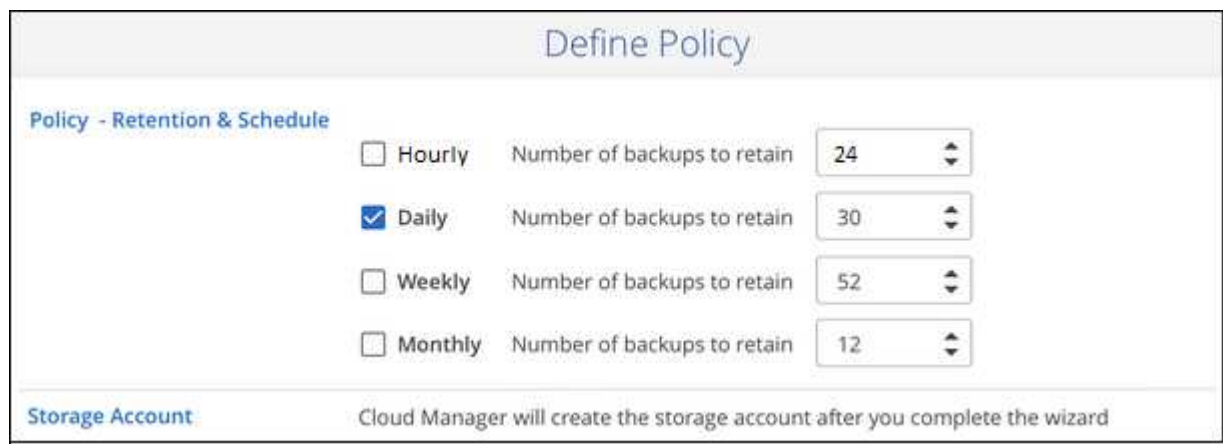 Define Policy
Policy - Retention & Schedule
Hourly Number of backups to retain 24
Daily Number of backups to retain 30
Weekly Number of backups to retain 52
Monthly Number of backups to retain 12
Storage Account Cloud Manager will create the storage account after you complete the wizard